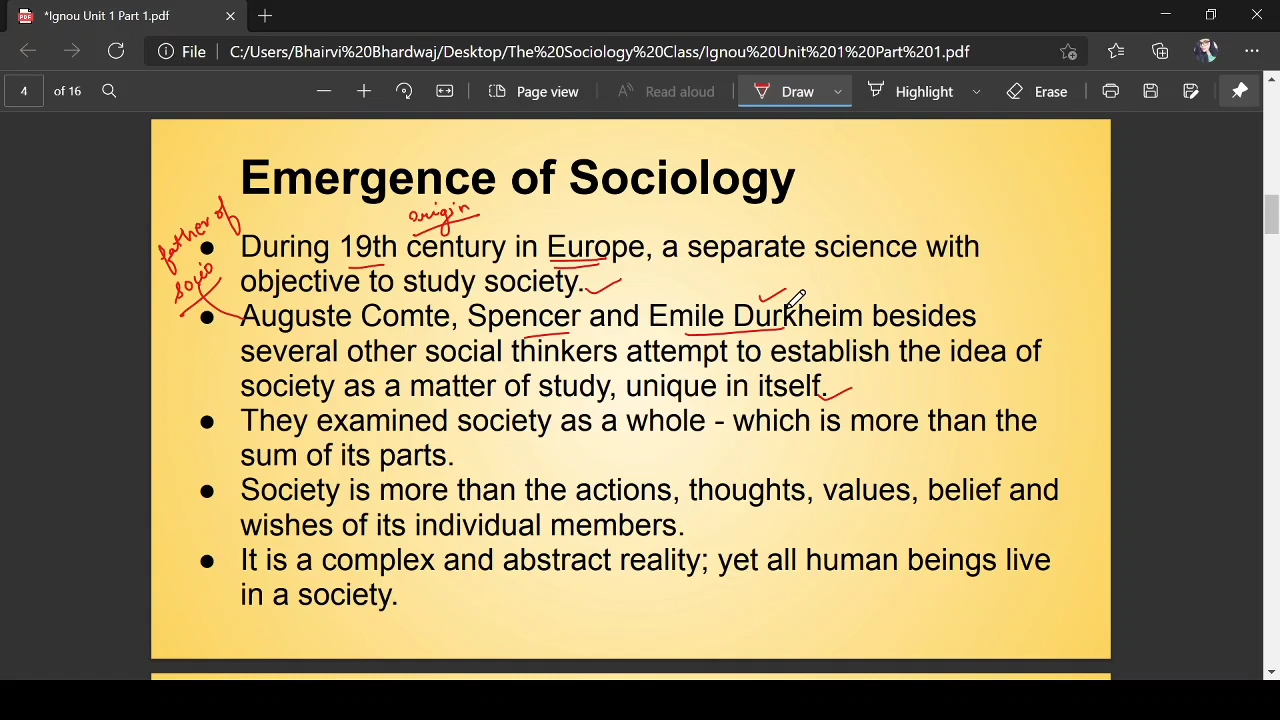 *Ignou Unit 1 Part 1.pdf
File C:/Users/Bhairvi%20Bhardwaj/Desktop/The%20Sociology%20Class/Ignou%20Unit%201%20Part%201.pdf
4 of 16 Page view Read aloud Draw Highlight Erase
Emergence of Sociology
origin
father of
socio
● During 19th century in Europe, a separate science with
objective to study society.
● Auguste Comte, Spencer and Emile Durkheim besides
several other social thinkers attempt to establish the idea of
society as a matter of study, unique in itself.
● They examined society as a whole - which is more than the
sum of its parts.
● Society is more than the actions, thoughts, values, belief and
wishes of its individual members.
● It is a complex and abstract reality; yet all human beings live
in a society.